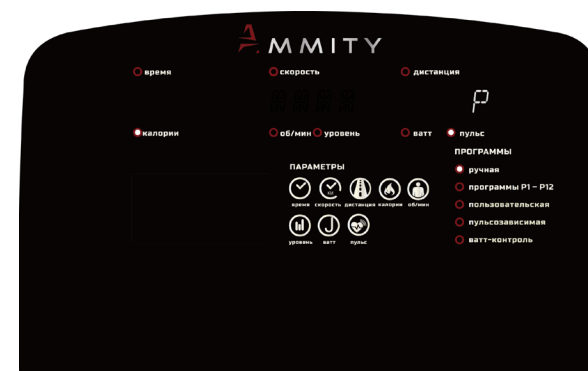 AMMITY
время скорость дистанция
P
калории об/мин уровень ватт пульс
ПРОГРАММЫ
ручная
программы P1 – P12
пользовательская
пульсозависимая
ватт-контроль
ПАРАМЕТРЫ
время скорость дистанция калории об/мин
уровень ватт пульс